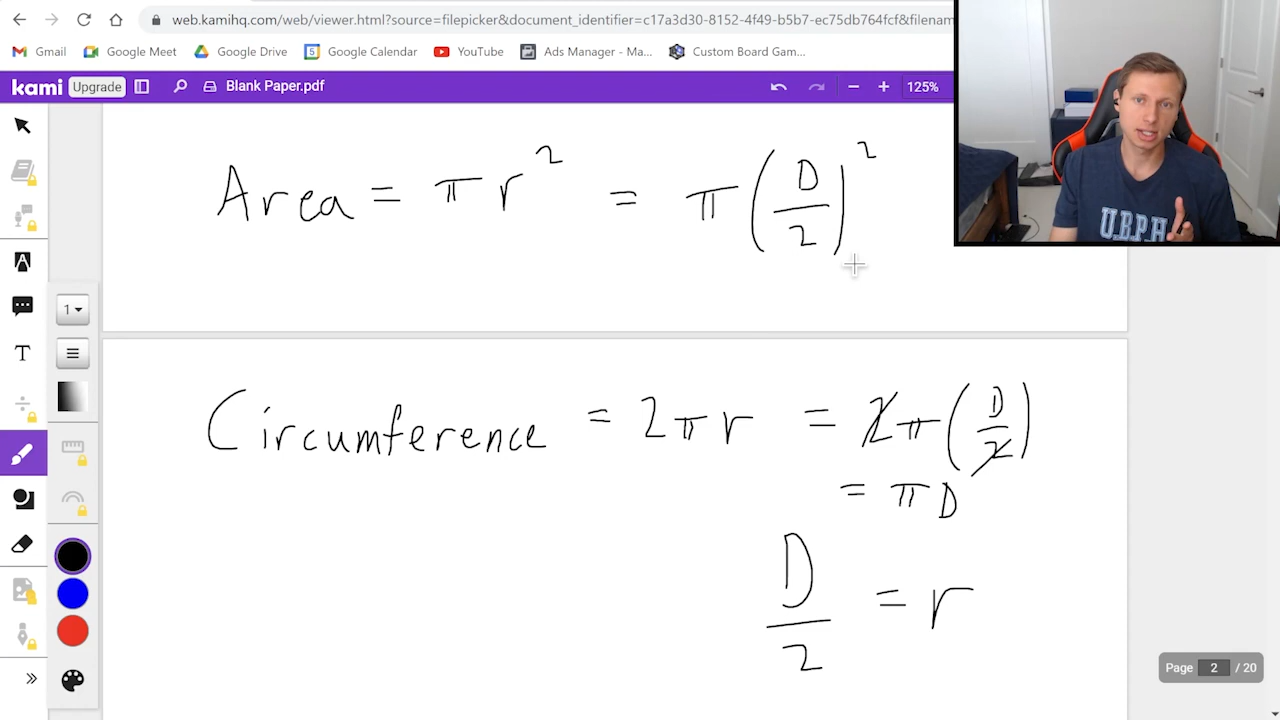 web.kamihq.com/web/viewer.html?source=filepicker&document_identifier=c17a3d30-8152-4f49-b5b7-ec75db764fcf&filenam
Gmail Google Meet Google Drive 5 Google Calendar YouTube Ads Manager - Ma... Custom Board Gam...
kami Upgrade Blank Paper.pdf 125%
Area = πr² = π(D/2)²
U.B.P.H
1
T
Circumference = 2πr = 2π(D/2)
= πD
D/2 = r
Page 2 / 20